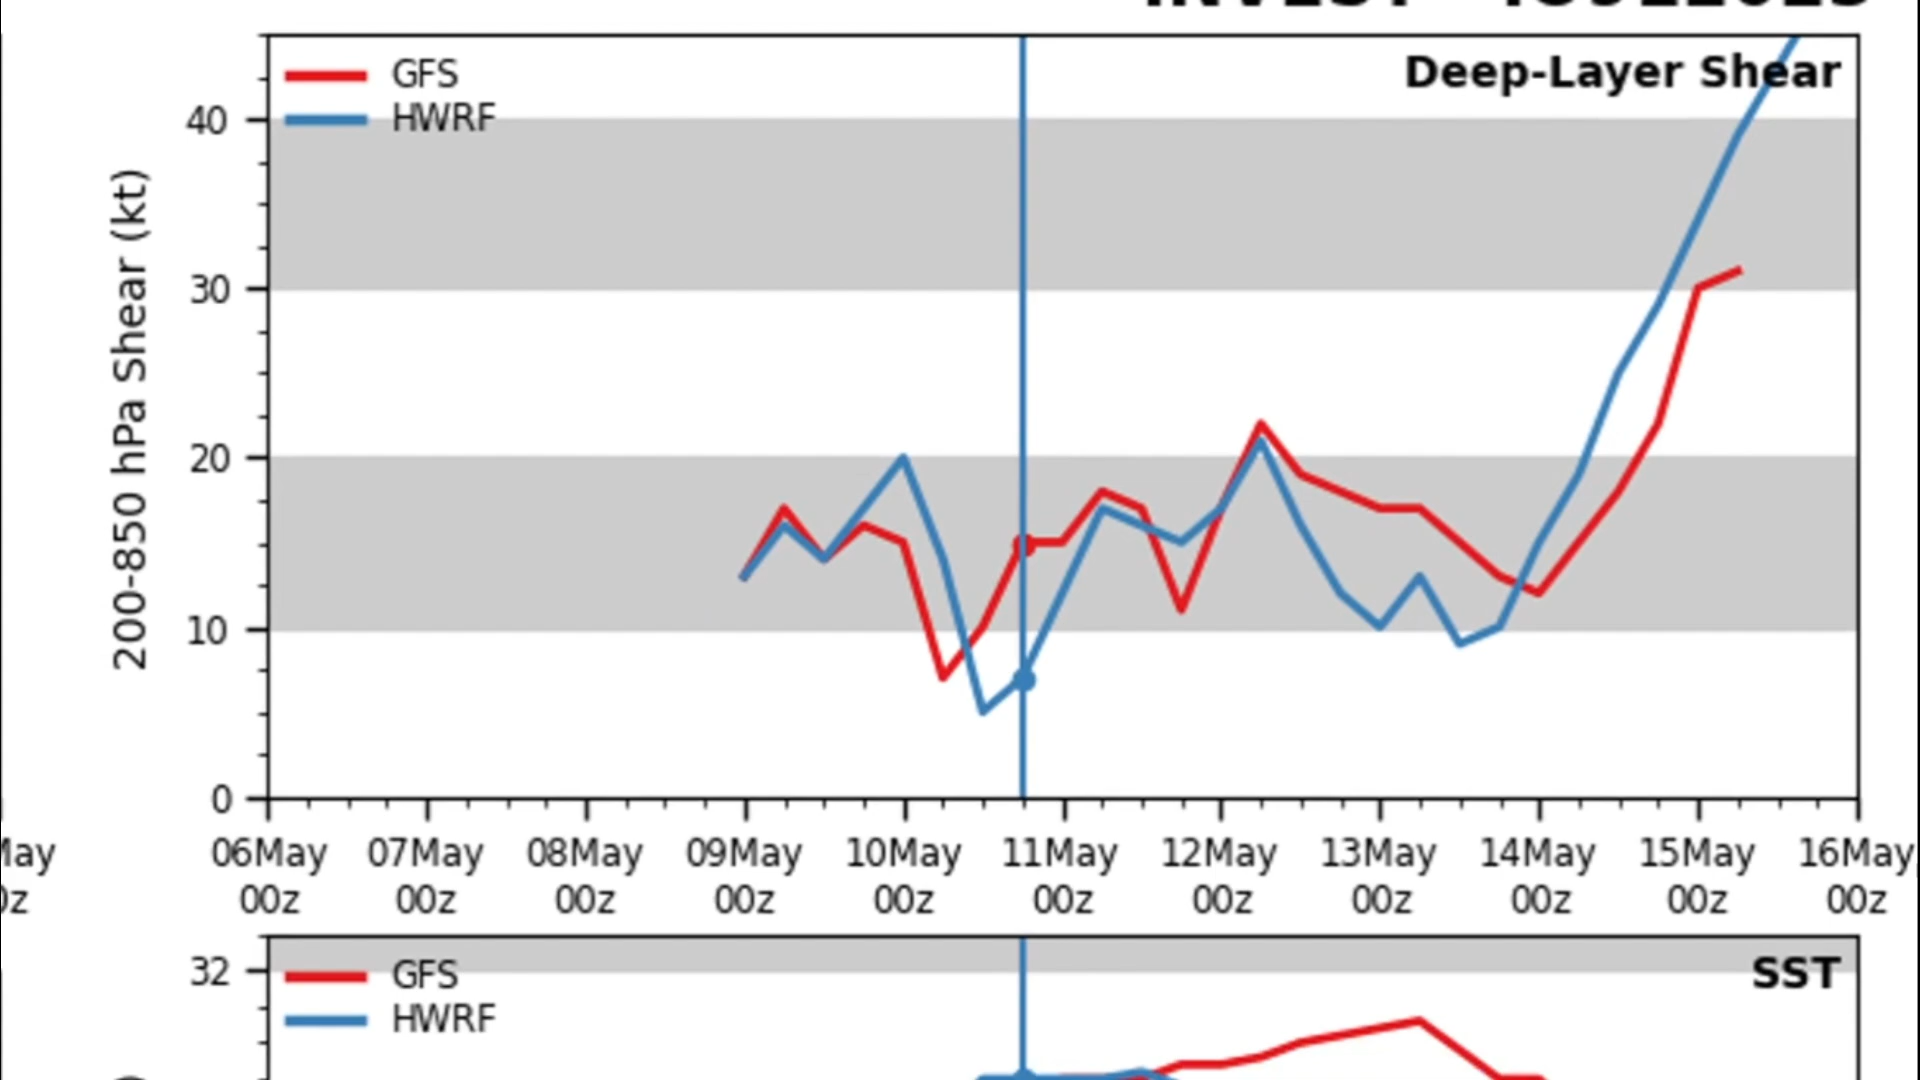 GFS
HWRF
Deep-Layer Shear
200-850 hPa Shear (kt)
40
30
20
10
0
06May 07May 08May 09May 10May 11May 12May 13May 14May 15May 16May
00z 00z 00z 00z 00z 00z 00z 00z 00z 00z 00z
32
GFS
HWRF
SST